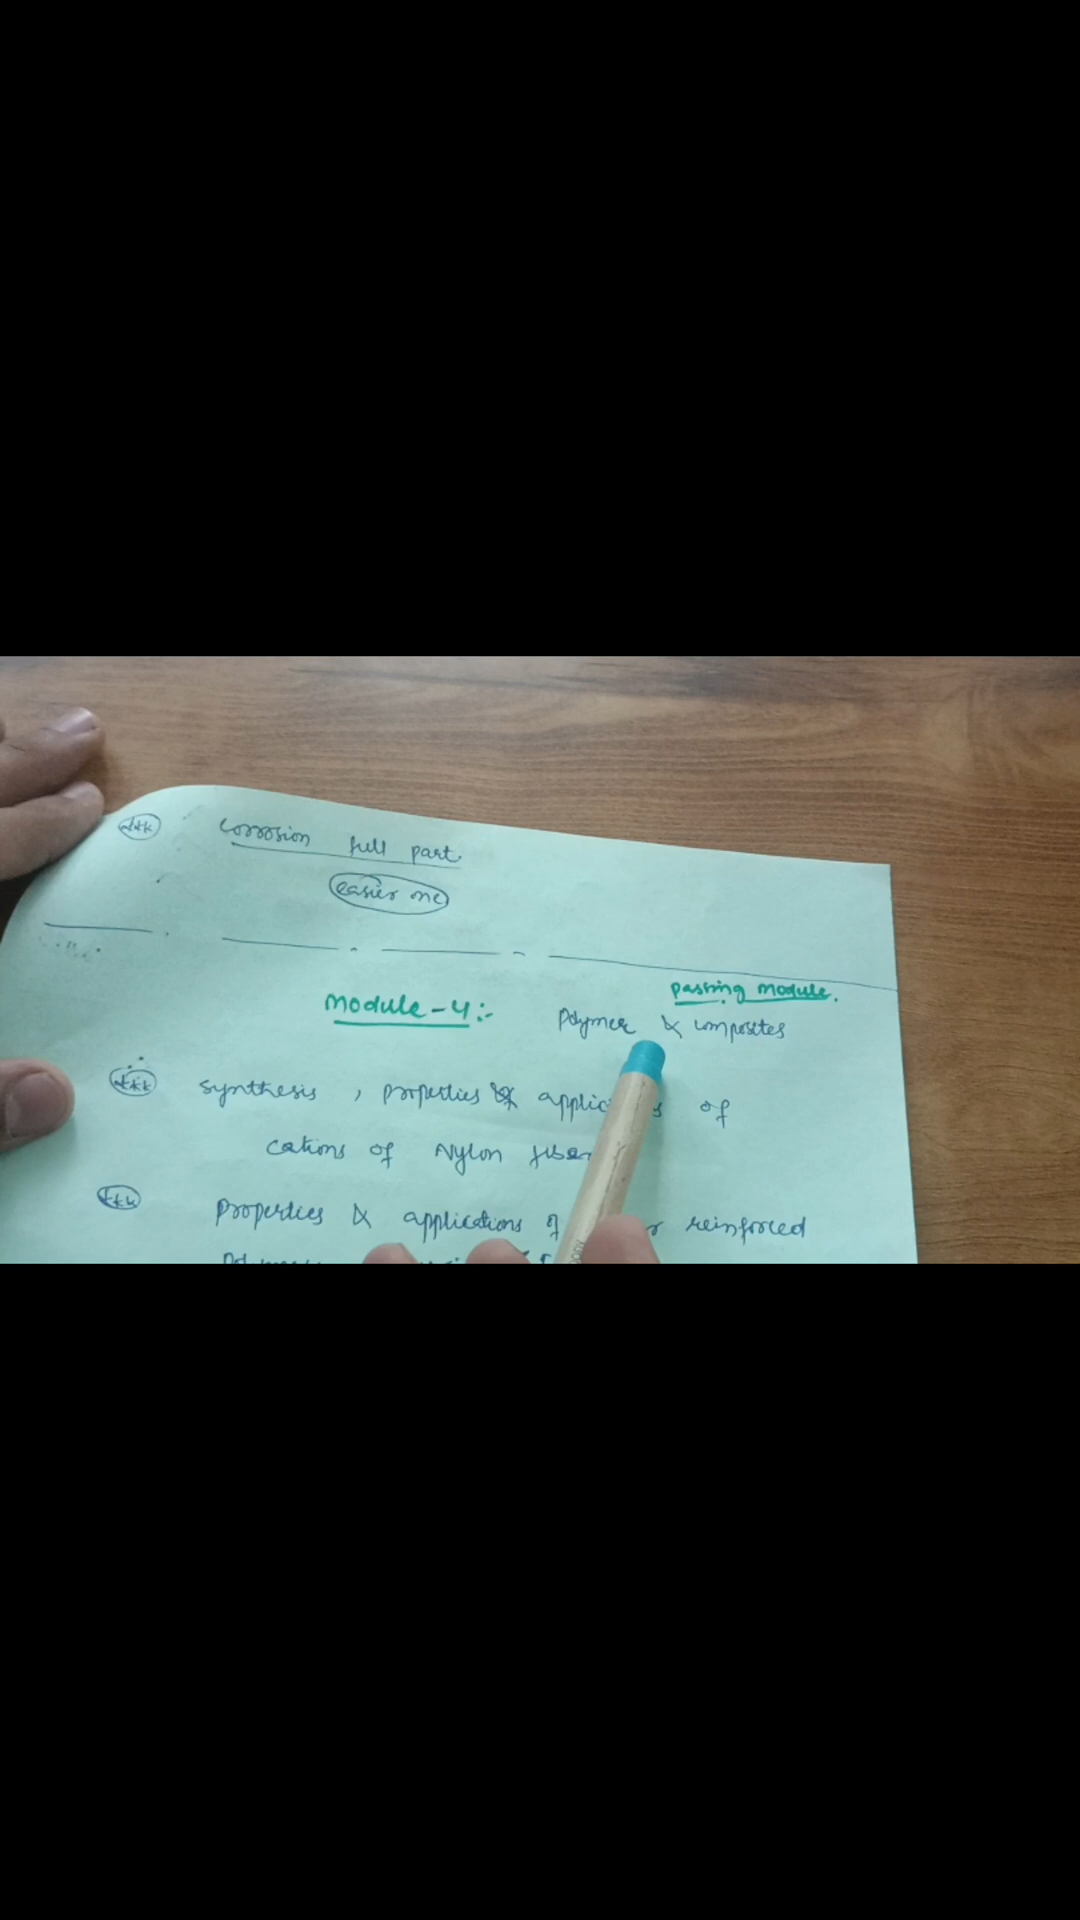 ***
corrosion full part.
easier one
Passing module.
Module-4:-
Polymer & composites
*** synthesis, properties & of
cations of Nylon fiber
*** Properties & applications of reinforced